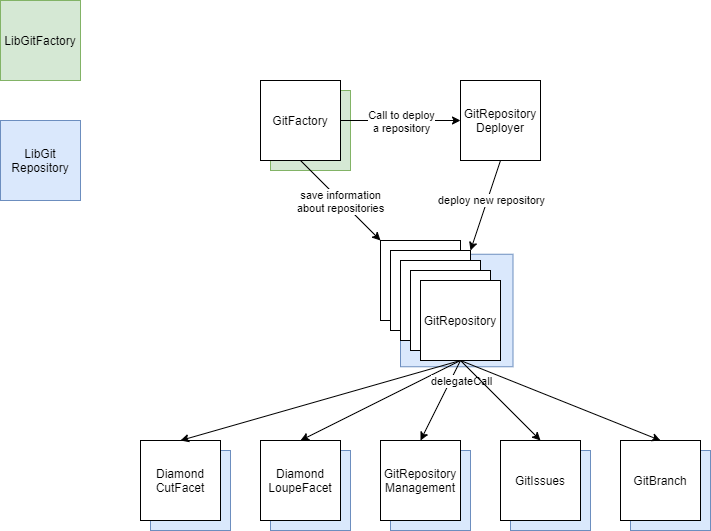 LibGitFactory
GitFactory
Call to deploy
a repository
GitRepository
Deployer
LibGit
Repository
save information
about repositories
deploy new repository
GitRepository
delegateCall
Diamond
CutFacet
Diamond
LoupeFacet
GitRepository
Management
GitIssues
GitBranch